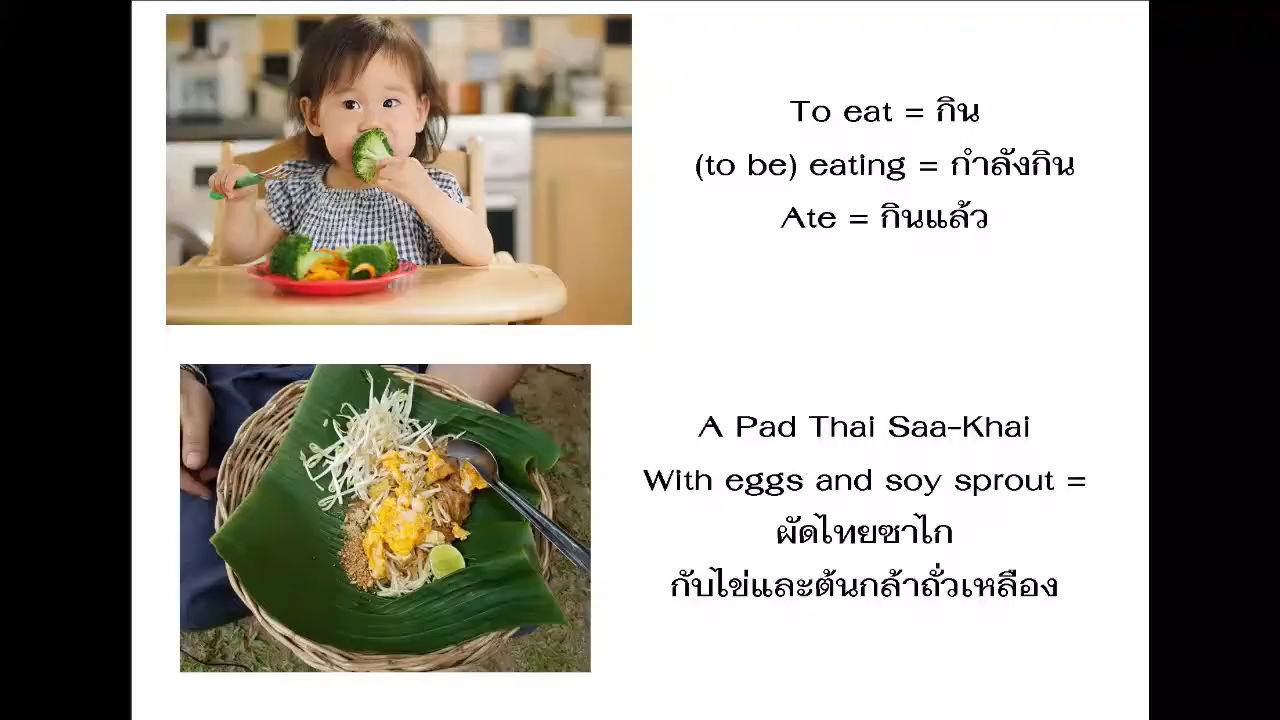 To eat = กิน
(to be) eating = กำลังกิน
Ate = กินแล้ว
A Pad Thai Saa-Khai
With eggs and soy sprout =
ผัดไทยซาไก
กับไข่และต้นกล้าถั่วเหลือง